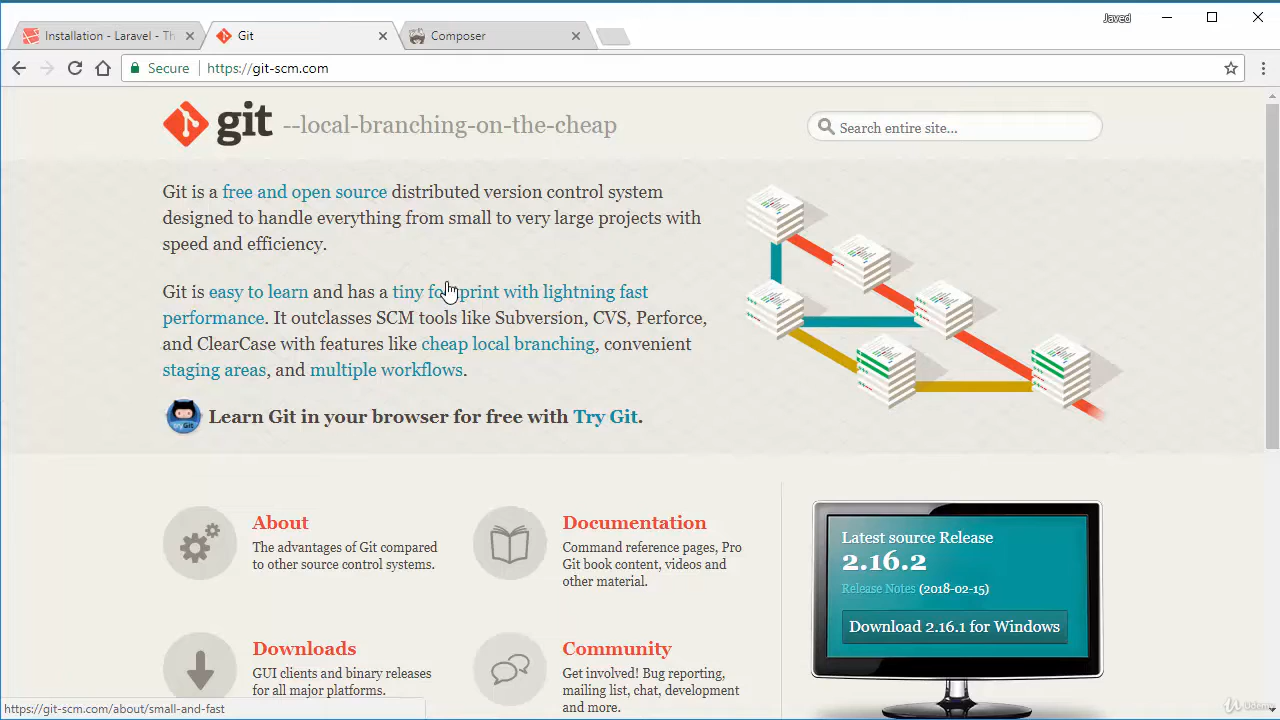 Javed
Installation - Laravel - Th
Git
Composer
Secure
https://git-scm.com
git --local-branching-on-the-cheap
Search entire site...
Git is a free and open source distributed version control system
designed to handle everything from small to very large projects with
speed and efficiency.
Git is easy to learn and has a tiny footprint with lightning fast
performance. It outclasses SCM tools like Subversion, CVS, Perforce,
and ClearCase with features like cheap local branching, convenient
staging areas, and multiple workflows.
Learn Git in your browser for free with Try Git.
About
The advantages of Git compared
to other source control systems.
Documentation
Command reference pages, Pro
Git book content, videos and
other material.
Downloads
GUI clients and binary releases
for all major platforms.
Community
Get involved! Bug reporting,
mailing list, chat, development
and more.
Latest source Release
2.16.2
Release Notes (2018-02-15)
Download 2.16.1 for Windows
https://git-scm.com/about/small-and-fast
Udemy